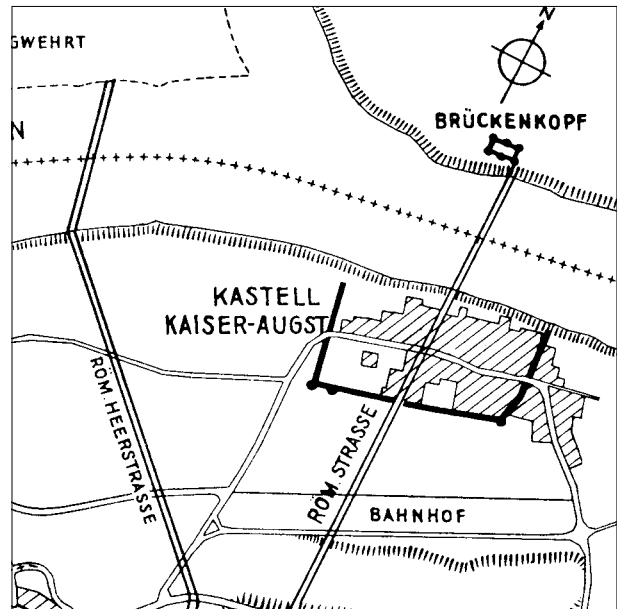 GWEHRT
N
BRÜCKENKOPF
N
KASTELL
KAISER-AUGST
RÖM. HEERSTRASSE
RÖM. STRASSE
BAHNHOF